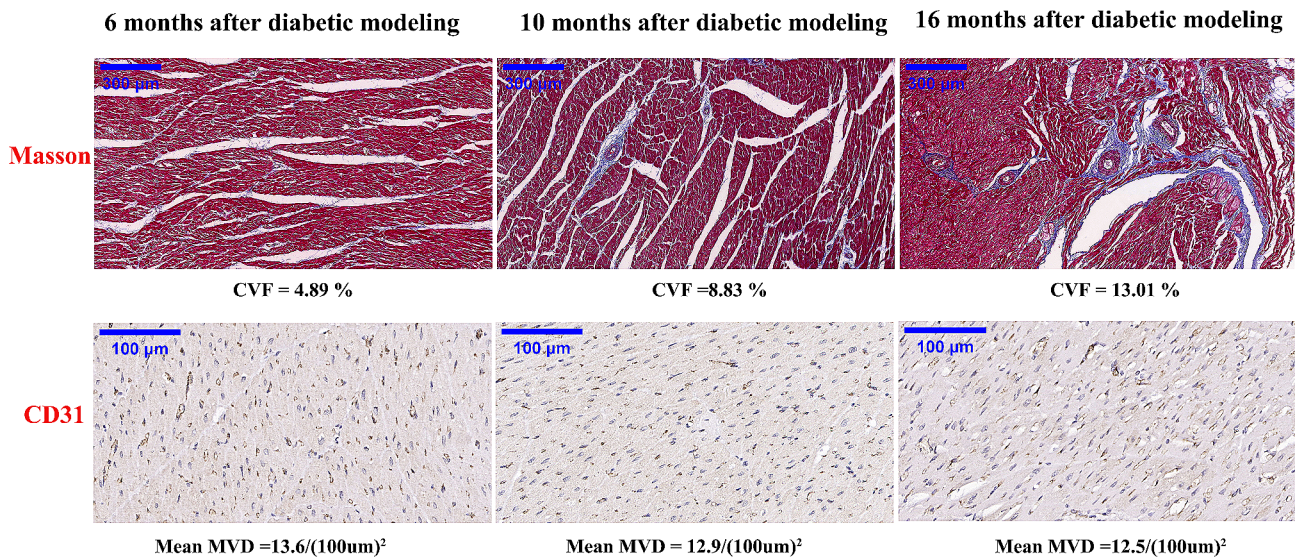 6 months after diabetic modeling
10 months after diabetic modeling
16 months after diabetic modeling
300 µm
300 µm
300 µm
Masson
CVF = 4.89 %
CVF =8.83 %
CVF = 13.01 %
100 µm
100 µm
100 µm
CD31
Mean MVD =13.6/(100um)²
Mean MVD = 12.9/(100um)²
Mean MVD =12.5/(100um)²